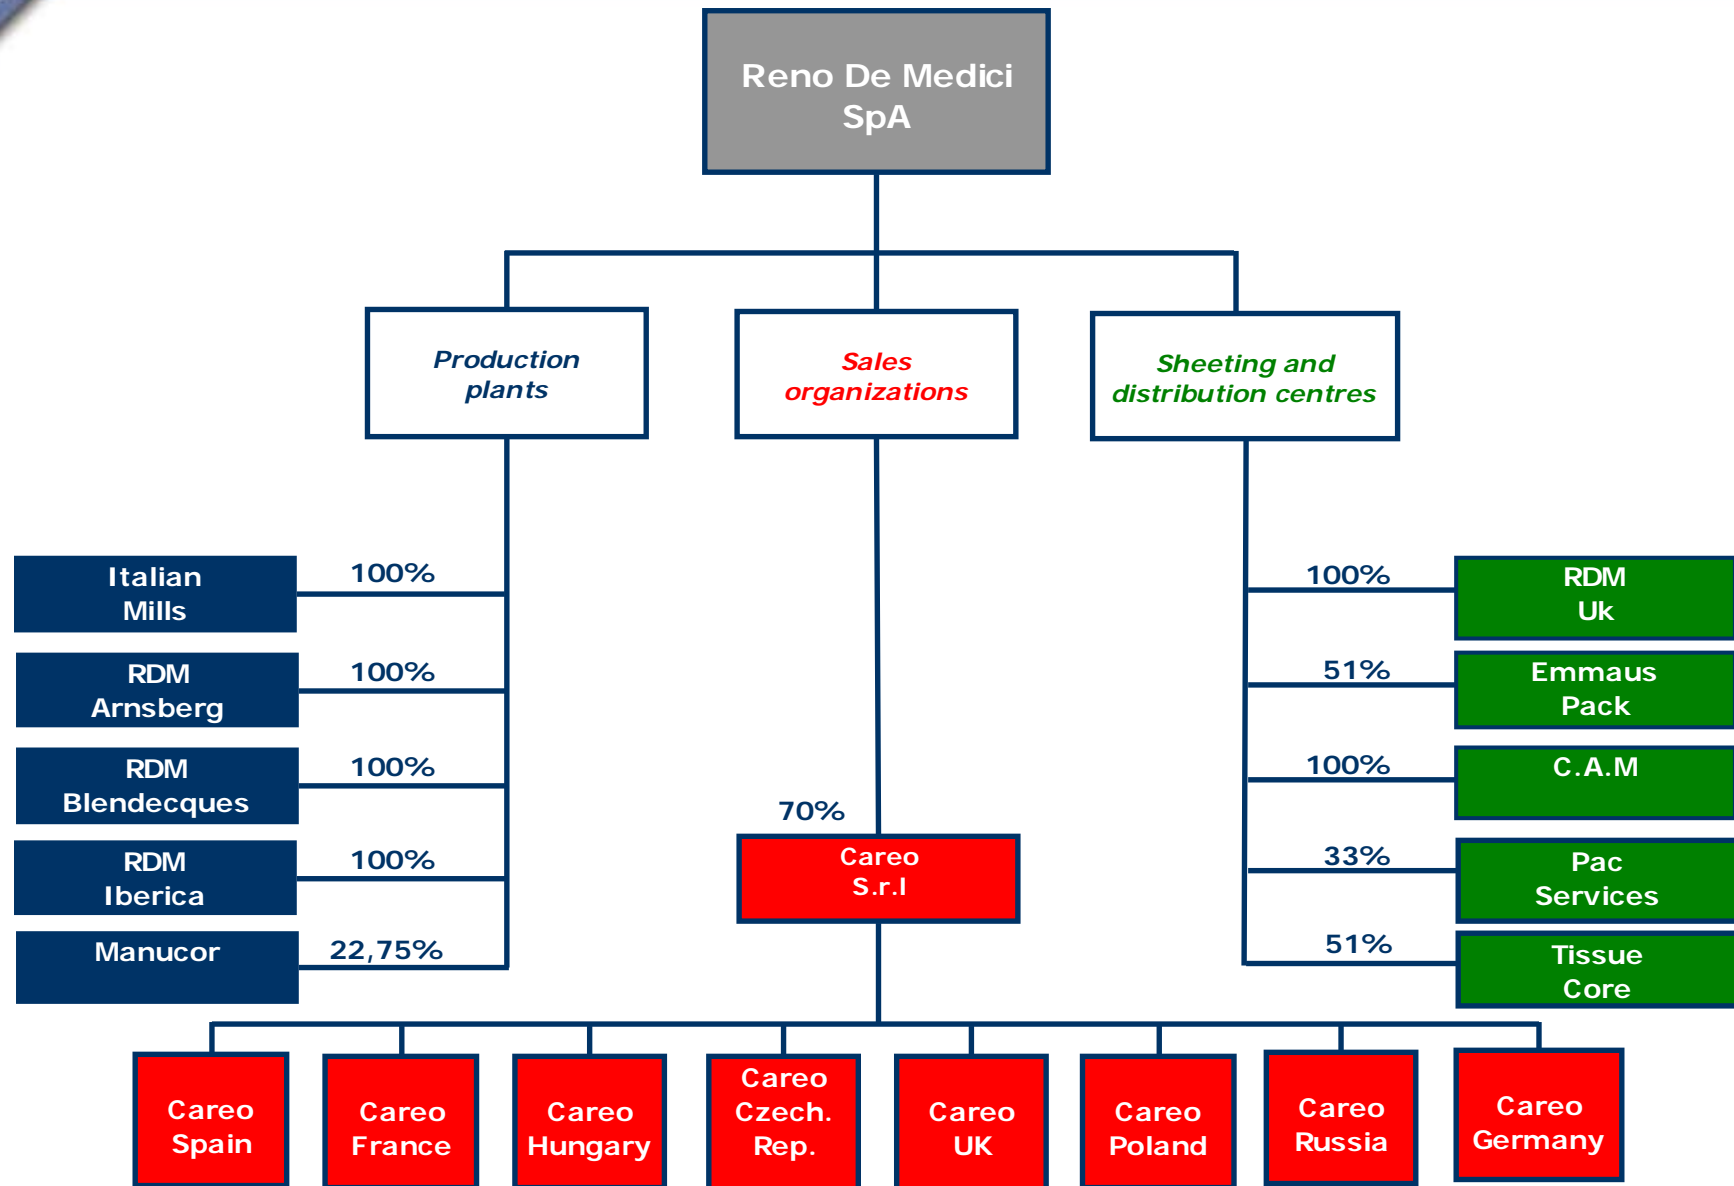 Reno De Medici
SpA
Production
plants
Sales
organizations
Sheeting and
distribution centres
Italian
Mills
100%
RDM
Arnsberg
100%
RDM
Blendecques
100%
RDM
Iberica
100%
Manucor
22,75%
70%
Careo
S.r.l
100%
RDM
Uk
51%
Emmaus
Pack
100%
C.A.M
33%
Pac
Services
51%
Tissue
Core
Careo
Spain
Careo
France
Careo
Hungary
Careo
Czech.
Rep.
Careo
UK
Careo
Poland
Careo
Russia
Careo
Germany